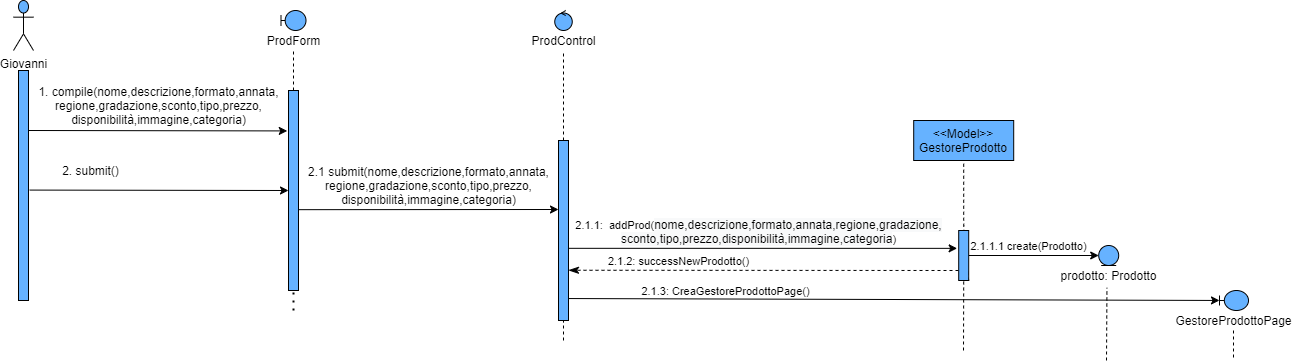 Giovanni
ProdForm
ProdControl
1. compile(nome,descrizione,formato,annata,
regione,gradazione,sconto,tipo,prezzo,
disponibilità,immagine,categoria)
2. submit()
2.1 submit(nome,descrizione,formato,annata,
regione,gradazione,sconto,tipo,prezzo,
disponibilità,immagine,categoria)
<<Model>>
GestoreProdotto
2.1.1: addProd(nome,descrizione,formato,annata,regione,gradazione,
sconto,tipo,prezzo,disponibilità,immagine,categoria)
2.1.1.1 create(Prodotto)
2.1.2: successNewProdotto()
prodotto: Prodotto
2.1.3: CreaGestoreProdottoPage()
GestoreProdottoPage